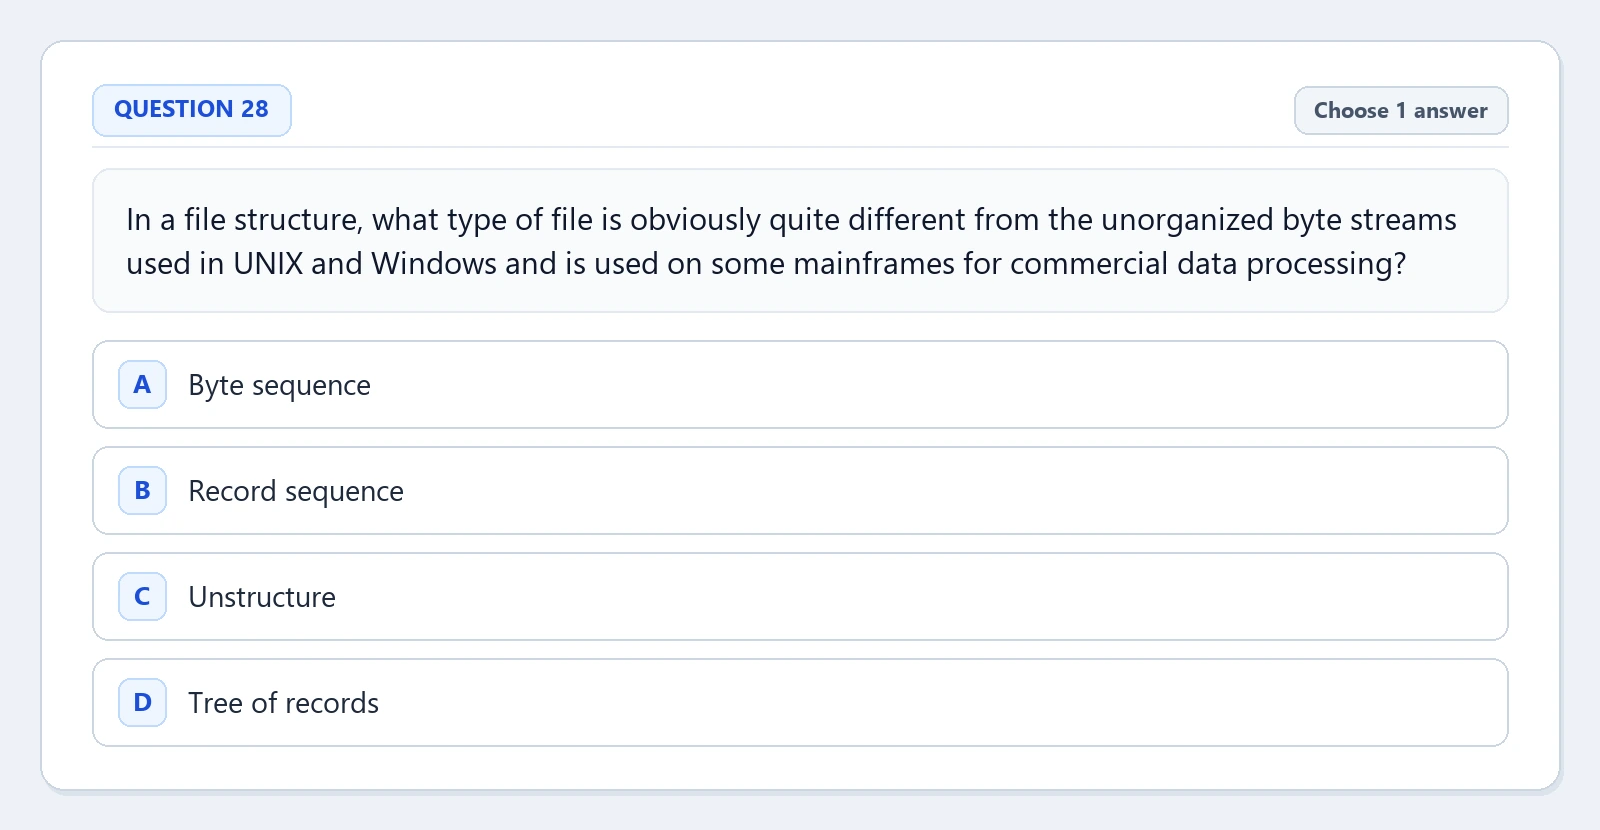 QUESTION 28
Choose 1 answer
In a file structure, what type of file is obviously quite different from the unorganized byte streams
used in UNIX and Windows and is used on some mainframes for commercial data processing?
A Byte sequence
B Record sequence
C Unstructure
D Tree of records